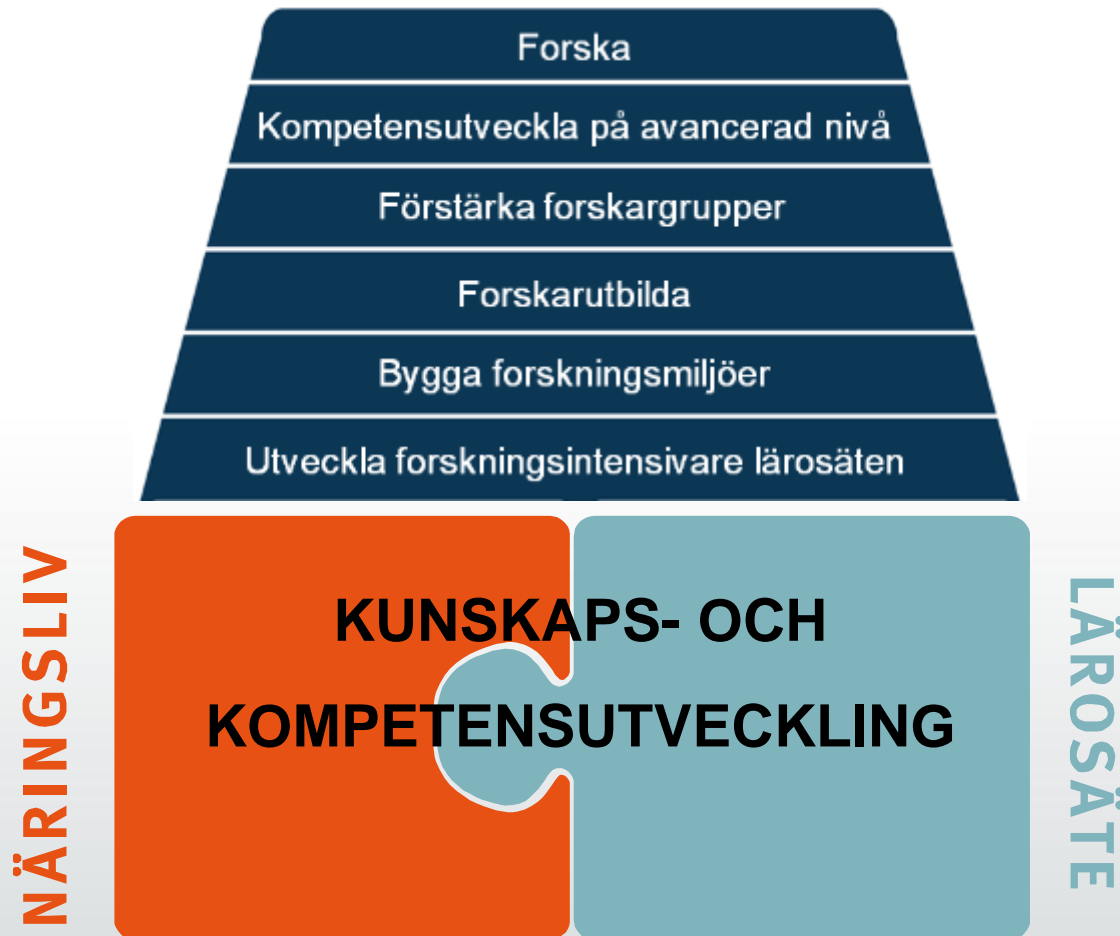 Forska
Kompetensutveckla på avancerad nivå
Förstärka forskargrupper
Forskarutbilda
Bygga forskningsmiljöer
Utveckla forskningsintensivare lärosäten
NÄRINGSLIV
KUNSKAPS- OCH
KOMPETENSUTVECKLING
LÄROSÄTE